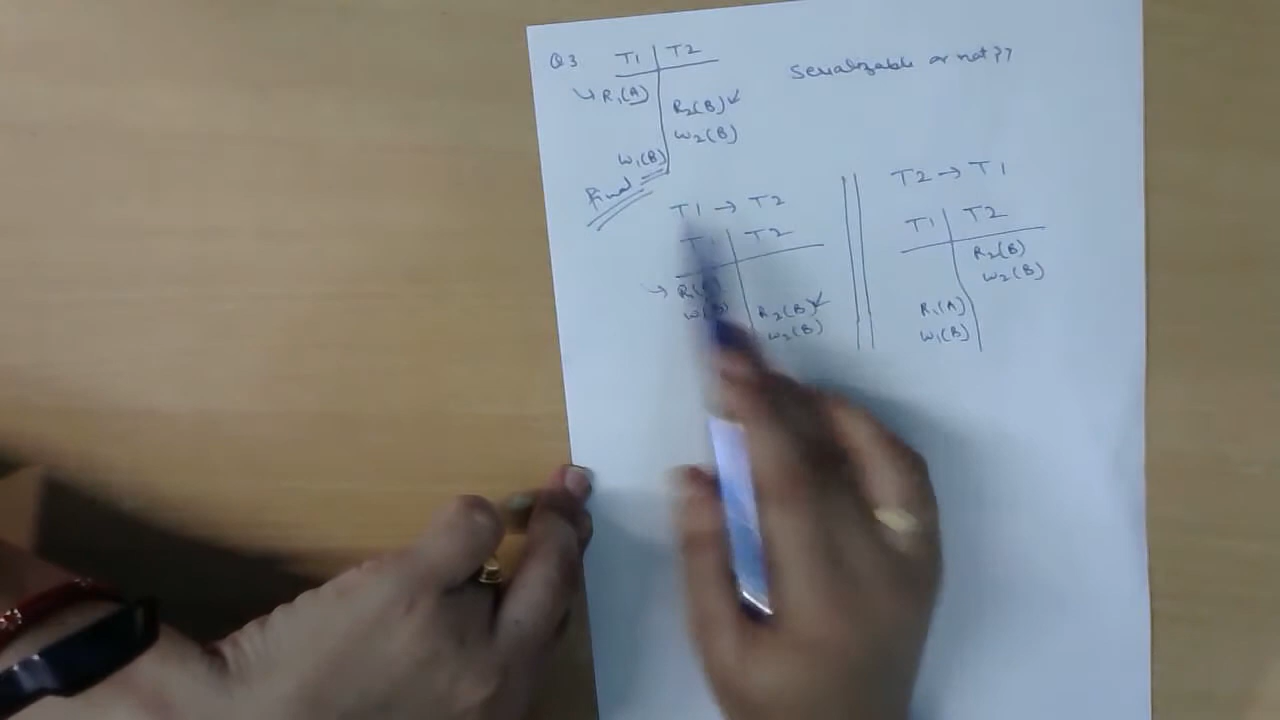 Q3 T1 T2
Serializable or not??
R1(A)
R2(B)
W2(B)
W1(B)
Final
T1 → T2
T1 T2
W1(B) R2(B)
W2(B)
T2 → T1
T1 T2
R2(B)
W2(B)
R1(A)
W1(B)